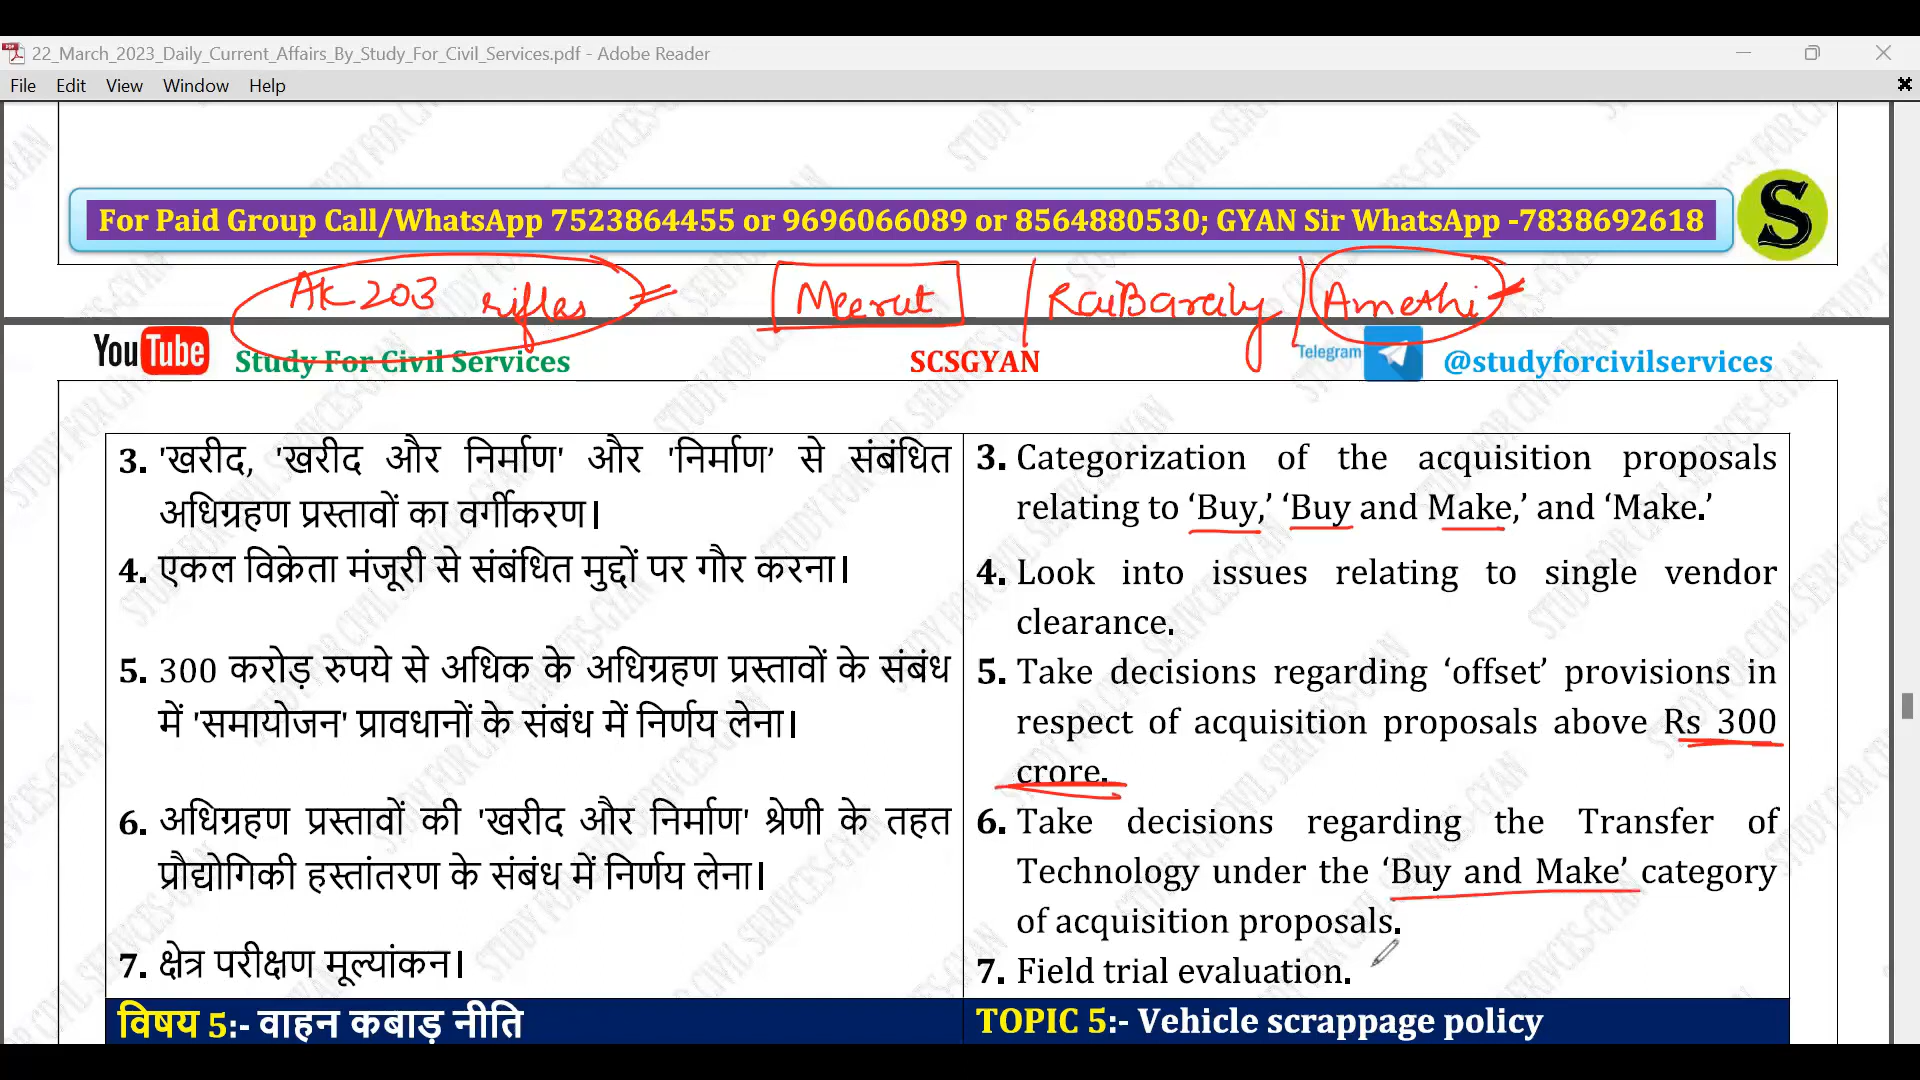 22_March_2023_Daily_Current_Affairs_By_Study_For_Civil_Services.pdf - Adobe Reader
File Edit View Window Help
For Paid Group Call/WhatsApp 7523864455 or 9696066089 or 8564880530; GYAN Sir WhatsApp -7838692618
S
AK203 rifles Meerut RaiBarely Amethi
YouTube Study For Civil Services SCSGYAN Telegram @studyforcivilservices
3. 'खरीद, 'खरीद और निर्माण' और 'निर्माण’ से संबंधित
अधिग्रहण प्रस्तावों का वर्गीकरण।
4. एकल विक्रेता मंजूरी से संबंधित मुद्दों पर गौर करना।
5. 300 करोड़ रुपये से अधिक के अधिग्रहण प्रस्तावों के संबंध
में 'समायोजन' प्रावधानों के संबंध में निर्णय लेना।
6. अधिग्रहण प्रस्तावों की 'खरीद और निर्माण' श्रेणी के तहत
प्रौद्योगिकी हस्तांतरण के संबंध में निर्णय लेना।
7. क्षेत्र परीक्षण मूल्यांकन।
विषय 5:- वाहन कबाड़ नीति
3. Categorization of the acquisition proposals
relating to ‘Buy,’ ‘Buy and Make,’ and ‘Make.’
4. Look into issues relating to single vendor
clearance.
5. Take decisions regarding ‘offset’ provisions in
respect of acquisition proposals above Rs 300
crore.
6. Take decisions regarding the Transfer of
Technology under the ‘Buy and Make’ category
of acquisition proposals.
7. Field trial evaluation.
TOPIC 5:- Vehicle scrappage policy
STUDY FOR CIVIL SERIVCES-GYAN